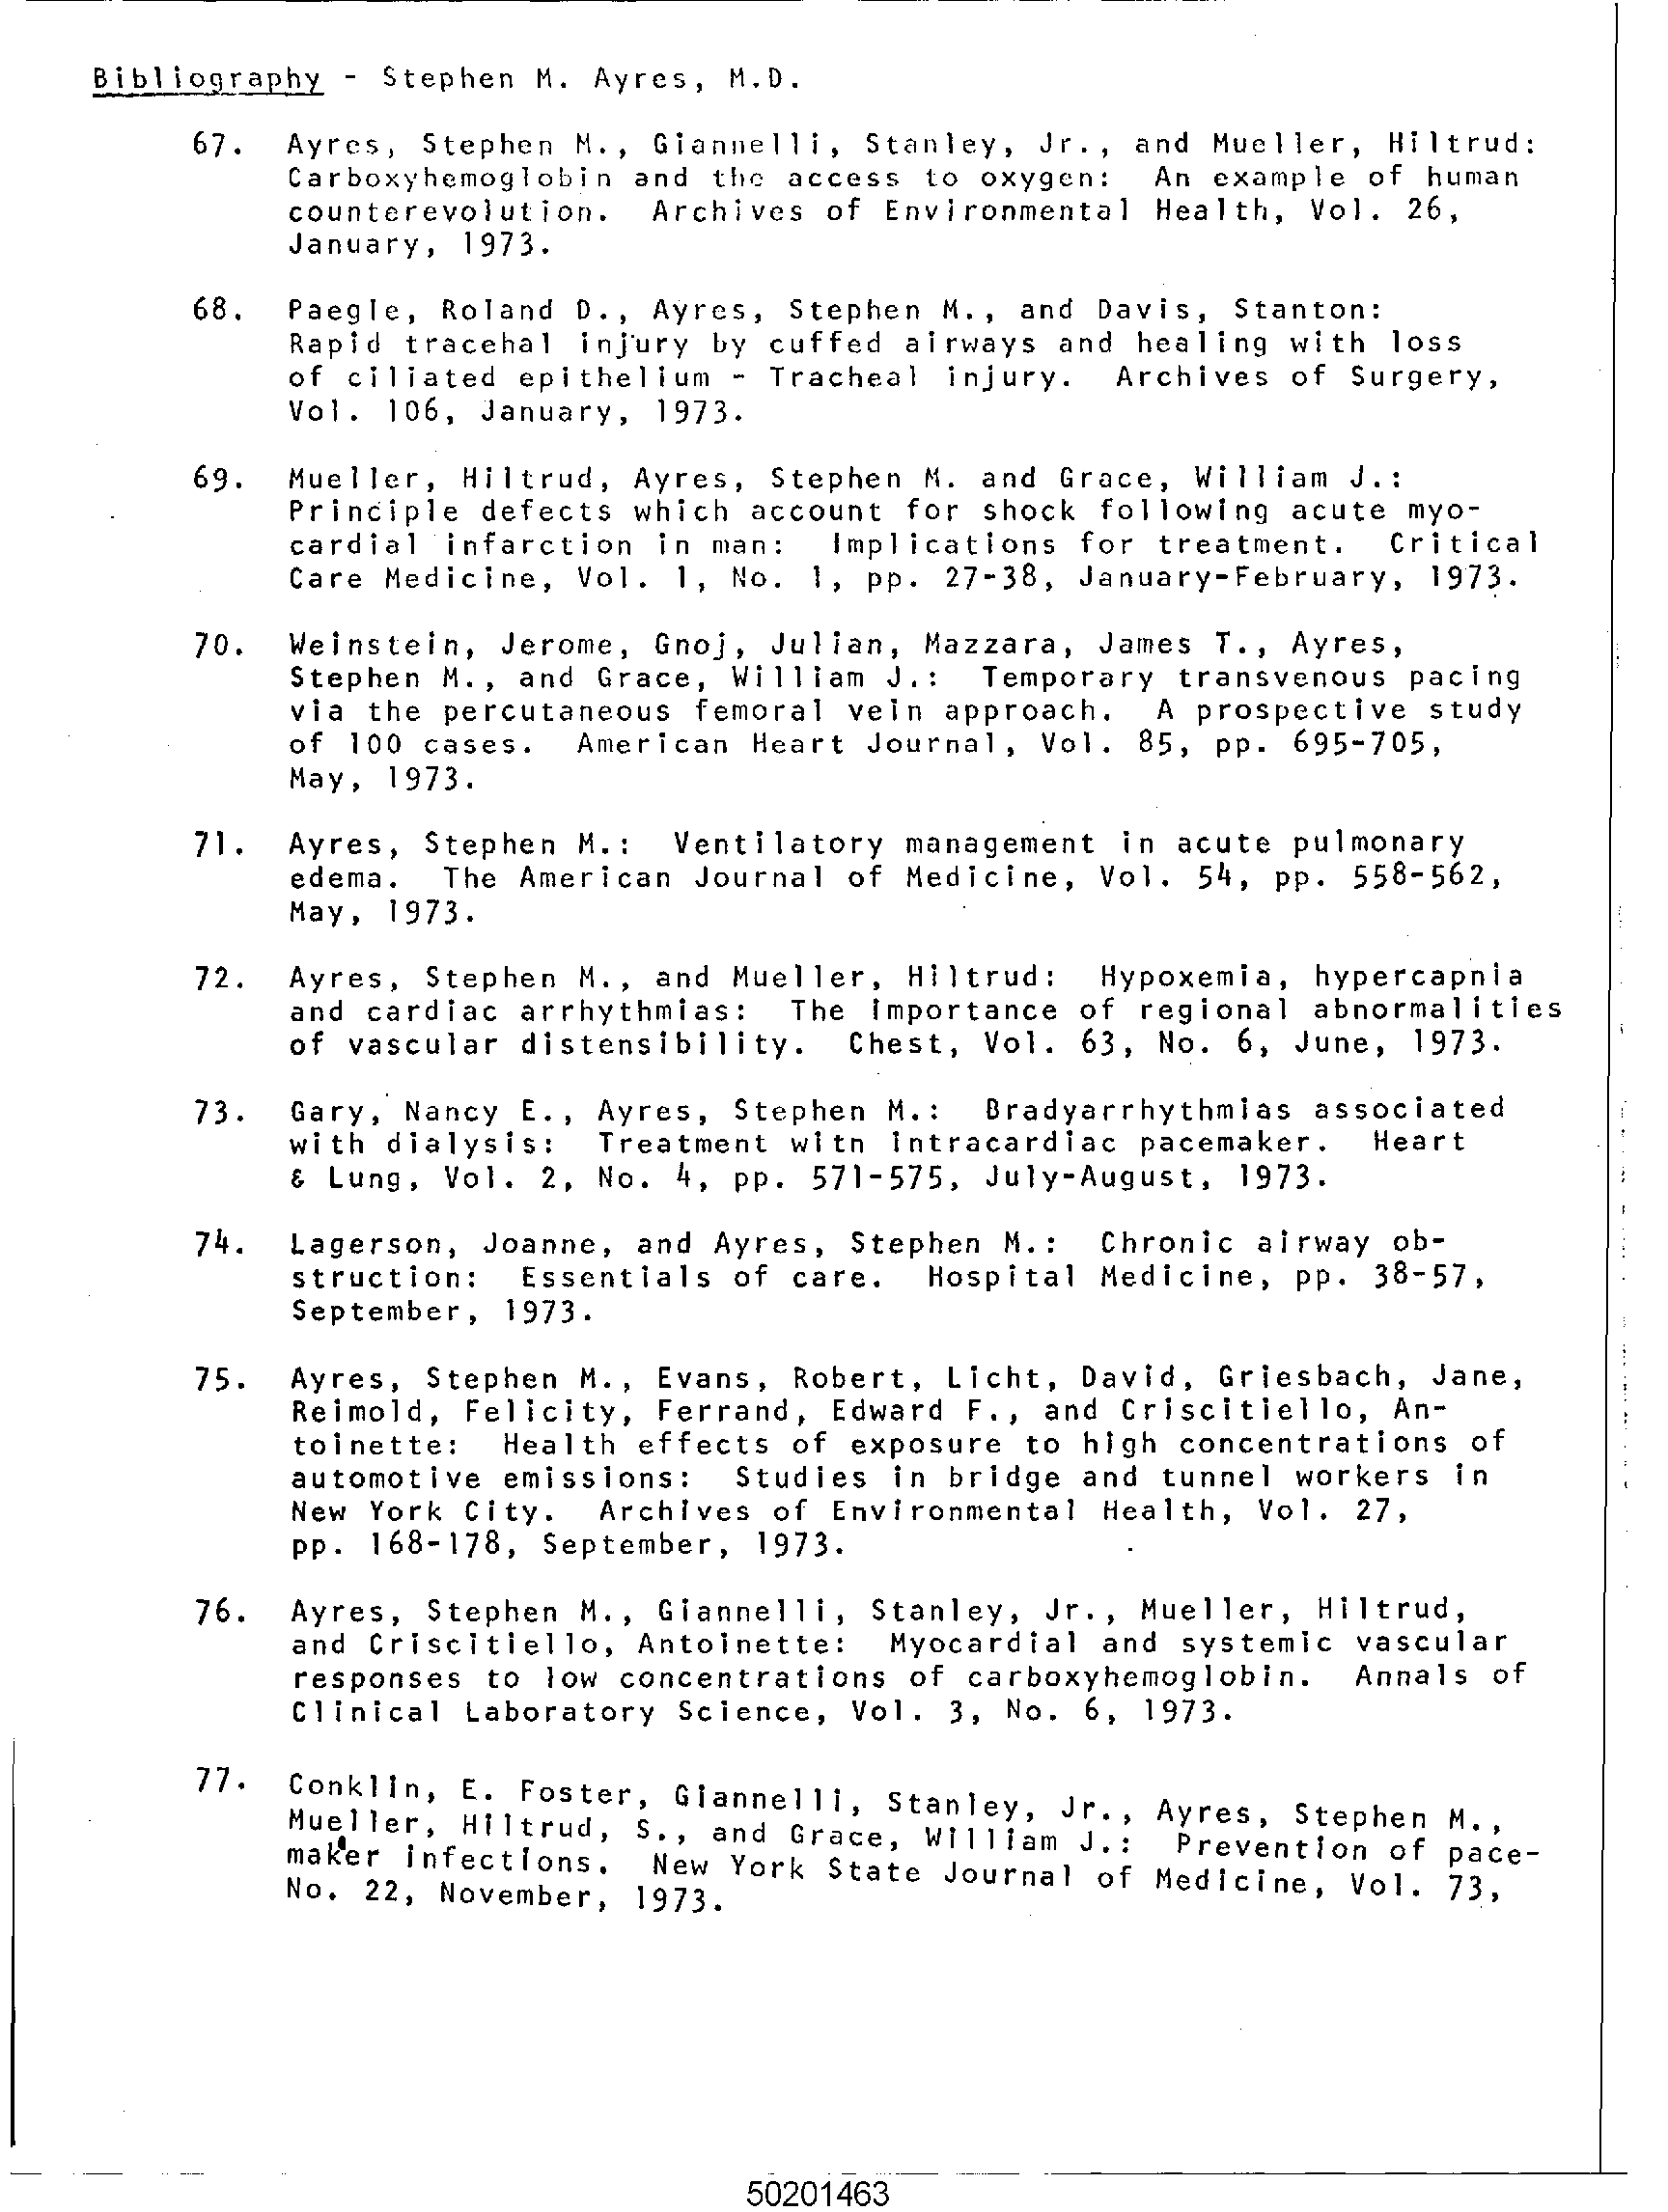 Bibliography - Stephen M. Ayres, M.D.
67. Ayres, Stephen M., Giannelli, Stanley, Jr., and Mueller, Hiltrud:
Carboxyhemoglobin and the access to oxygen: An example of human
counterevolution. Archives of Environmental Health, Vol. 26,
January, 1973.
68. Paegle, Roland D., Ayres, Stephen M., and Davis, Stanton:
Rapid tracehal injury by cuffed airways and healing with loss
of ciliated epithelium - Tracheal injury. Archives of Surgery,
Vol. 106, January, 1973.
69. Mueller, Hiltrud, Ayres, Stephen M. and Grace, William J.:
Principle defects which account for shock following acute myo-
cardial infarction in man: Implications for treatment. Critical
Care Medicine, Vol. 1, No. 1, pp. 27-38, January-February, 1973.
70. Weinstein, Jerome, Gnoj, Julian, Mazzara, James T., Ayres,
Stephen M., and Grace, William J.: Temporary transvenous pacing
via the percutaneous femoral vein approach. A prospective study
of 100 cases. American Heart Journal, Vol. 85, pp. 695-705,
May, 1973.
71. Ayres, Stephen M.: Ventilatory management in acute pulmonary
edema. The American Journal of Medicine, Vol. 54, pp. 558-562,
May, 1973.
72. Ayres, Stephen M., and Mueller, Hiltrud: Hypoxemia, hypercapnia
and cardiac arrhythmias: The importance of regional abnormalities
of vascular distensibility. Chest, Vol. 63, No. 6, June, 1973.
73. Gary, Nancy E., Ayres, Stephen M.: Bradyarrhythmias associated
with dialysis: Treatment witn intracardiac pacemaker. Heart
& Lung, Vol. 2, No. 4, pp. 571-575, July-August, 1973.
74. Lagerson, Joanne, and Ayres, Stephen M.: Chronic airway ob-
struction: Essentials of care. Hospital Medicine, pp. 38-57,
September, 1973.
75. Ayres, Stephen M., Evans, Robert, Licht, David, Griesbach, Jane,
Reimold, Felicity, Ferrand, Edward F., and Criscitiello, An-
toinette: Health effects of exposure to high concentrations of
automotive emissions: Studies in bridge and tunnel workers in
New York City. Archives of Environmental Health, Vol. 27,
pp. 168-178, September, 1973.
76. Ayres, Stephen M., Giannelli, Stanley, Jr., Mueller, Hiltrud,
and Criscitiello, Antoinette: Myocardial and systemic vascular
responses to low concentrations of carboxyhemoglobin. Annals of
Clinical Laboratory Science, Vol. 3, No. 6, 1973.
77. Conklin, E. Foster, Giannelli, Stanley, Jr., Ayres, Stephen M.,
Mueller, Hiltrud, S., and Grace, William J.: Prevention of pace-
maker infections. New York State Journal of Medicine, Vol. 73,
No. 22, November, 1973.
50201463